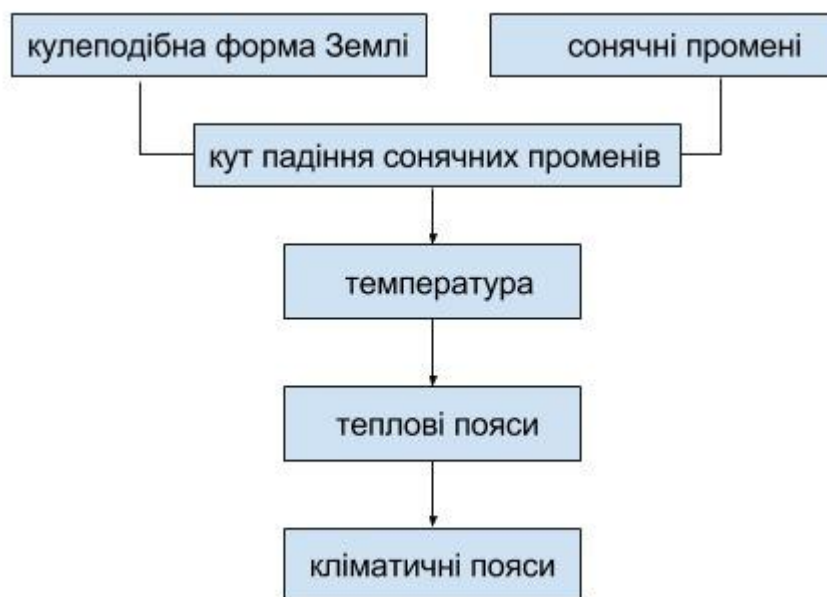 кулеподібна форма Землі
сонячні промені
кут падіння сонячних променів
температура
теплові пояси
кліматичні пояси